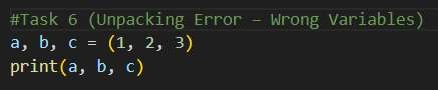 #Task 6 (Unpacking Error – Wrong Variables)
a, b, c = (1, 2, 3)
print(a, b, c)